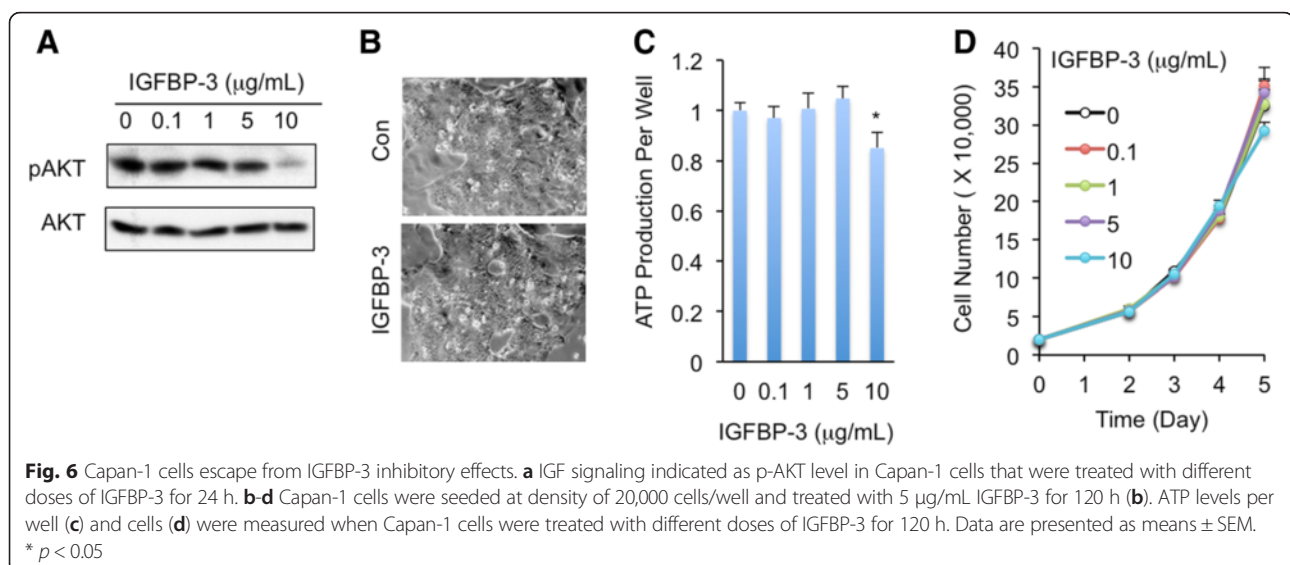 A
IGFBP-3 (μg/mL)
0 0.1 1 5 10
pAKT
AKT
B
Con
IGFBP-3
C
1.2
1
0.8
0.6
0.4
0.2
0
ATP Production Per Well
*
0 0.1 1 5 10
IGFBP-3 (μg/mL)
D
40
35
30
25
20
15
10
5
0
Cell Number ( X 10,000)
IGFBP-3 (μg/mL)
0
0.1
1
5
10
0 1 2 3 4 5
Time (Day)
Fig. 6 Capan-1 cells escape from IGFBP-3 inhibitory effects. a IGF signaling indicated as p-AKT level in Capan-1 cells that were treated with different
doses of IGFBP-3 for 24 h. b-d Capan-1 cells were seeded at density of 20,000 cells/well and treated with 5 μg/mL IGFBP-3 for 120 h (b). ATP levels per
well (c) and cells (d) were measured when Capan-1 cells were treated with different doses of IGFBP-3 for 120 h. Data are presented as means ± SEM.
* p < 0.05